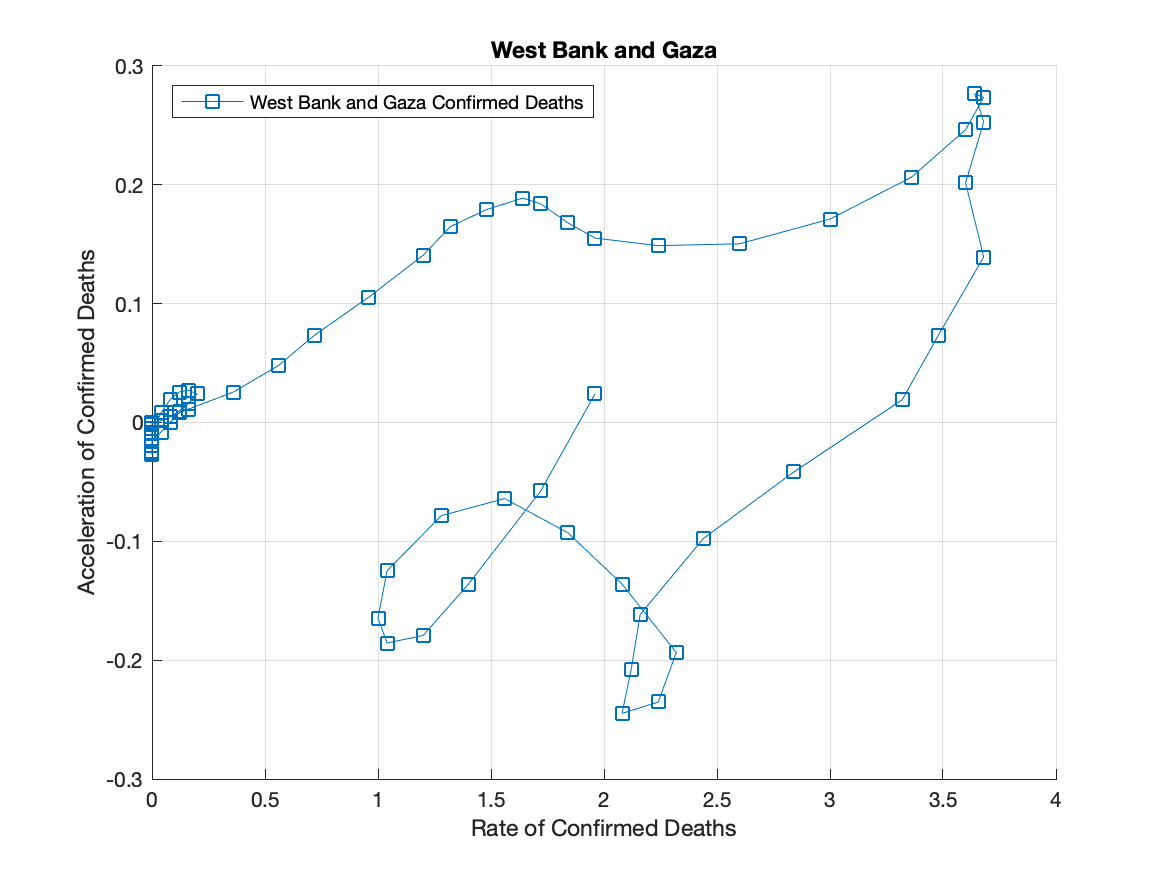 West Bank and Gaza
West Bank and Gaza Confirmed Deaths
0.3
0.2
0.1
0
-0.1
-0.2
-0.3
Acceleration of Confirmed Deaths
0 0.5 1 1.5 2 2.5 3 3.5 4
Rate of Confirmed Deaths